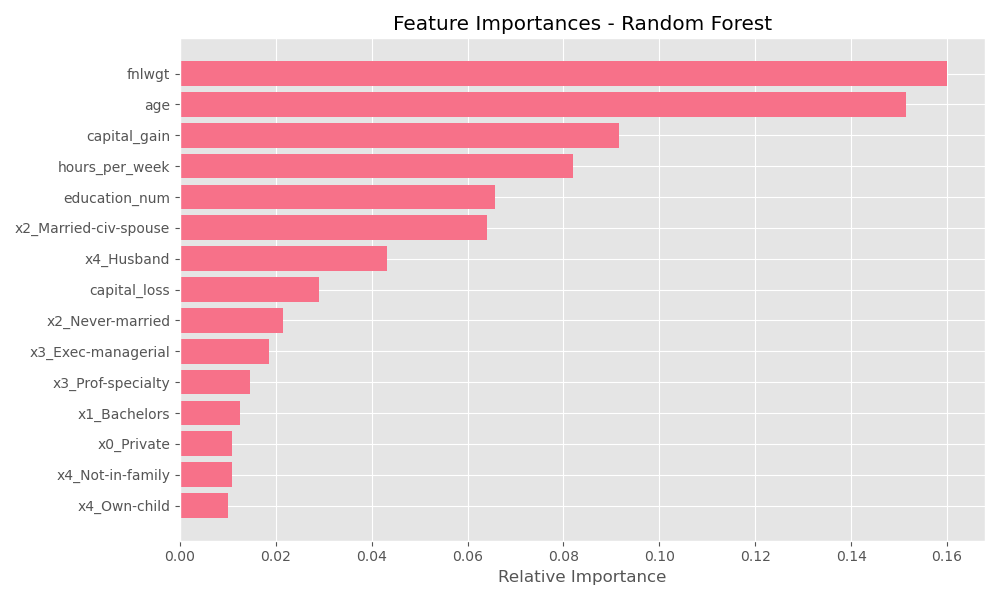 Feature Importances - Random Forest
fnlwgt
age
capital_gain
hours_per_week
education_num
x2_Married-civ-spouse
x4_Husband
capital_loss
x2_Never-married
x3_Exec-managerial
x3_Prof-specialty
x1_Bachelors
x0_Private
x4_Not-in-family
x4_Own-child
0.00 0.02 0.04 0.06 0.08 0.10 0.12 0.14 0.16
Relative Importance